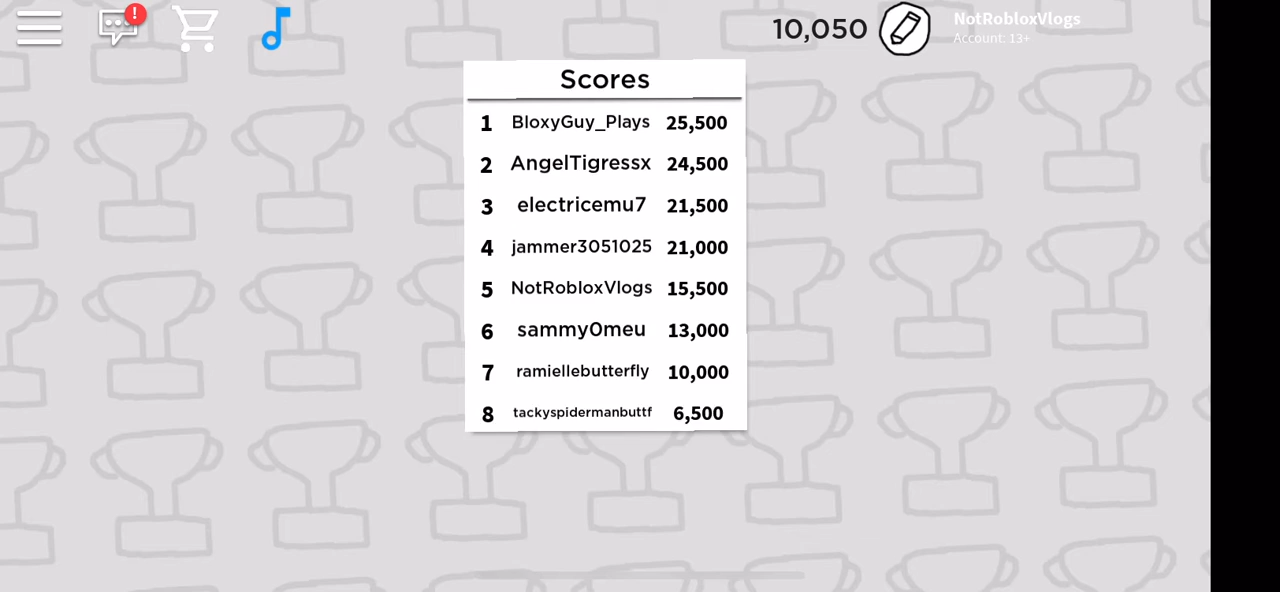 !
10,050
NotRobloxVlogs
Account: 13+
Scores
1 BloxyGuy_Plays 25,500
2 AngelTigressx 24,500
3 electricemu7 21,500
4 jammer3051025 21,000
5 NotRobloxVlogs 15,500
6 sammy0meu 13,000
7 ramiellebutterfly 10,000
8 tackyspidermanbuttf 6,500